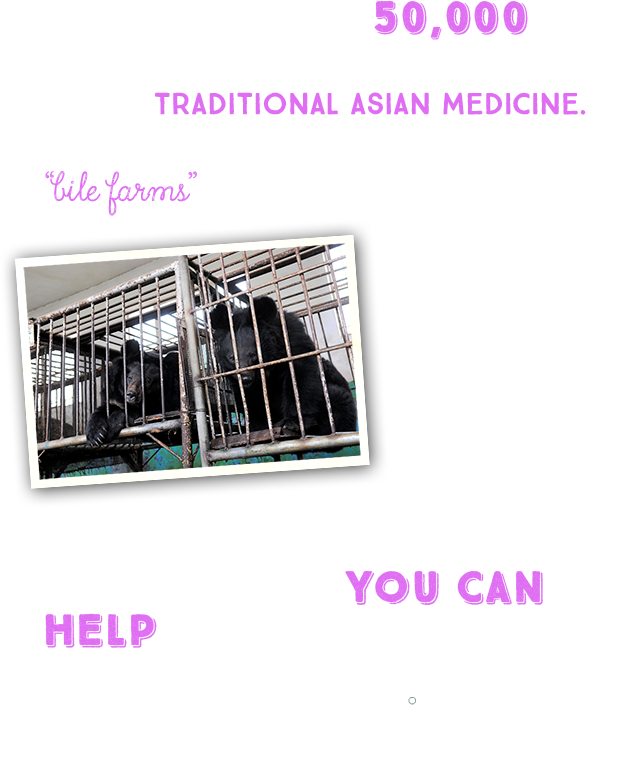 50,000
TRADITIONAL ASIAN MEDICINE.
“bile farms”
YOU CAN
HELP